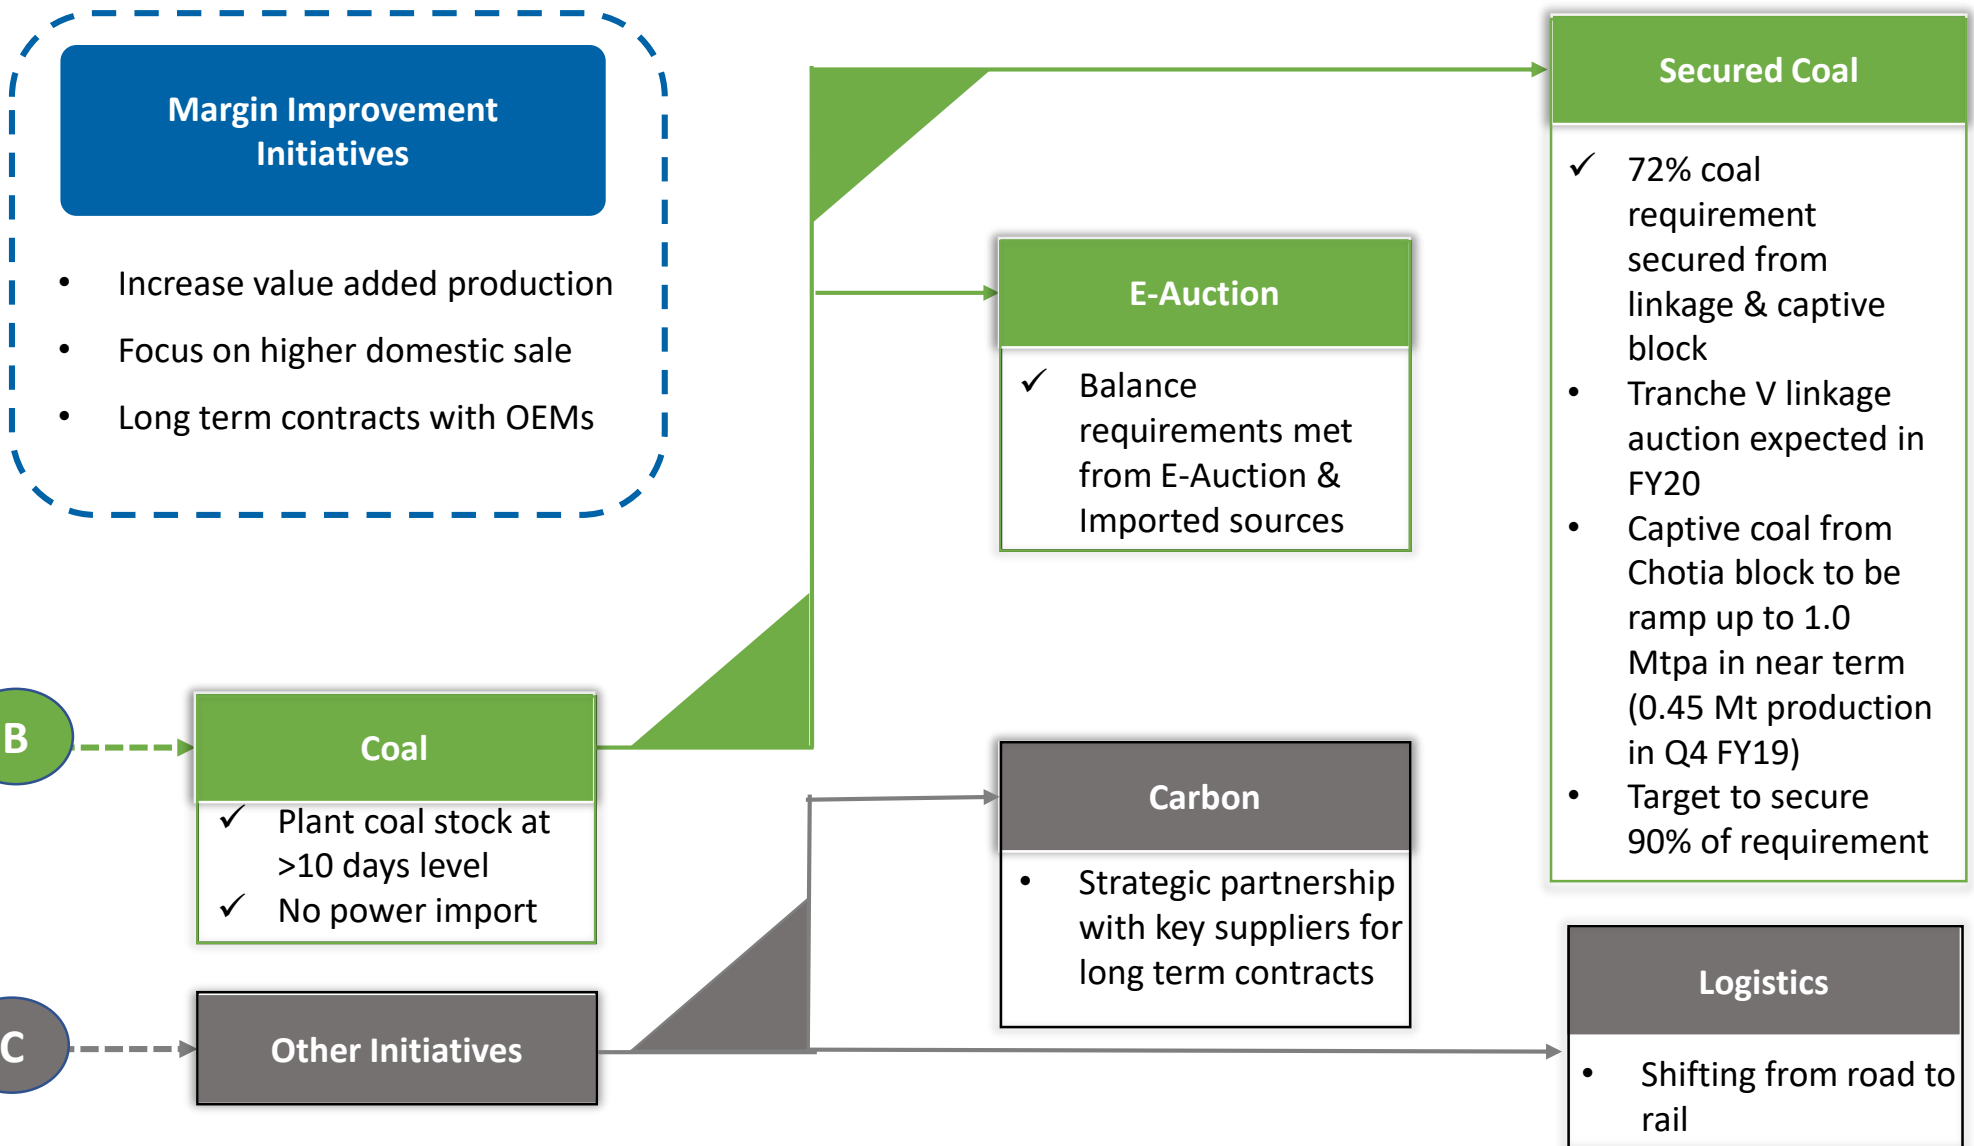 Margin Improvement
Initiatives
• Increase value added production
• Focus on higher domestic sale
• Long term contracts with OEMs
Secured Coal
✓ 72% coal
requirement
secured from
linkage & captive
block
• Tranche V linkage
auction expected in
FY20
• Captive coal from
Chotia block to be
ramp up to 1.0
Mtpa in near term
(0.45 Mt production
in Q4 FY19)
• Target to secure
90% of requirement
E-Auction
✓ Balance
requirements met
from E-Auction &
Imported sources
B
Coal
✓ Plant coal stock at
>10 days level
✓ No power import
Carbon
• Strategic partnership
with key suppliers for
long term contracts
C
Other Initiatives
Logistics
• Shifting from road to
rail